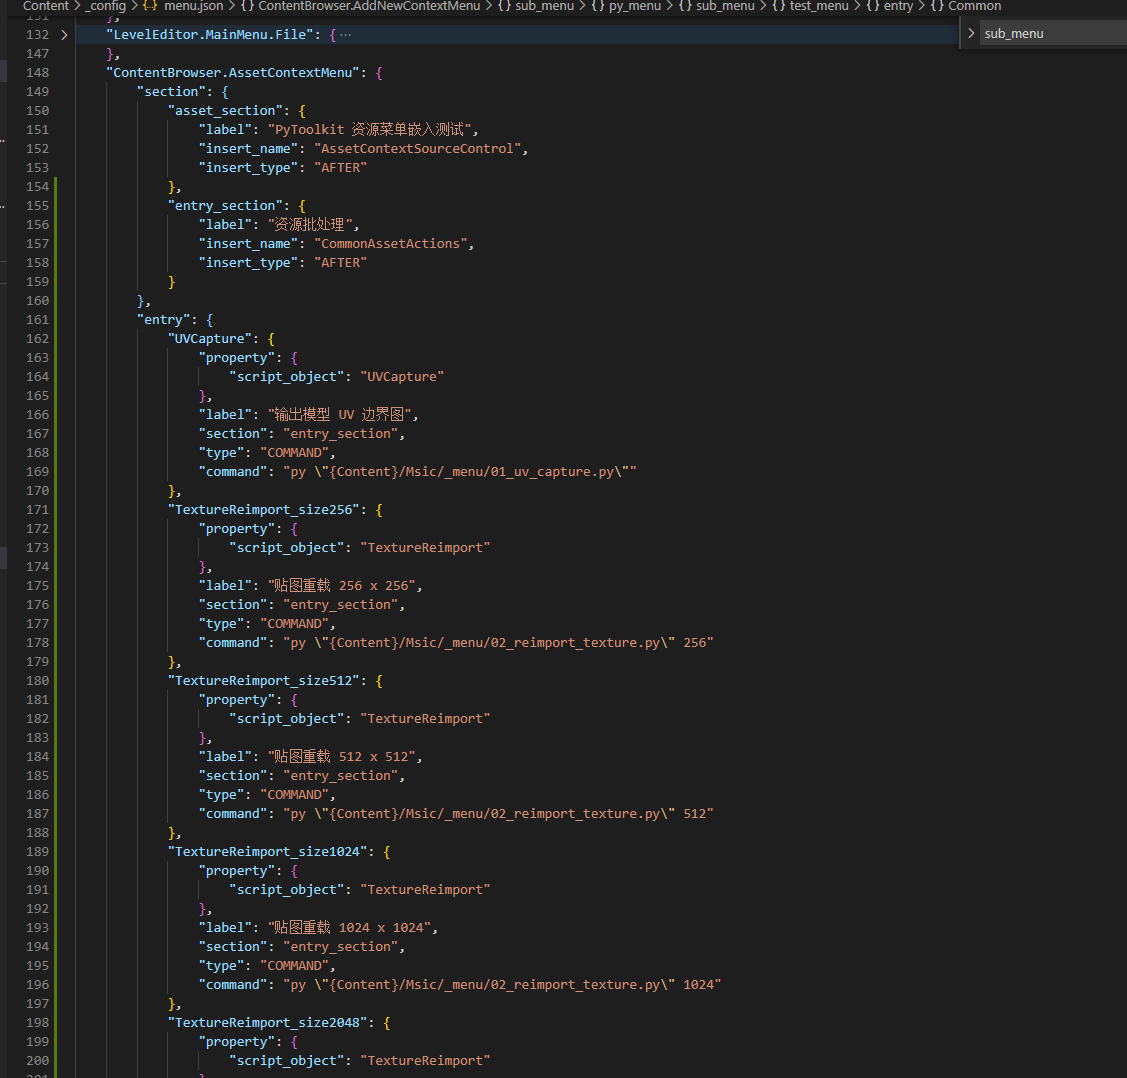 Content > _config > {··} menu.json > {} ContentBrowser.AddNewContextMenu > {} sub_menu > {} py_menu > {} sub_menu > {} test_menu > {} entry > {} Common
> sub_menu
131 },
132 > "LevelEditor.MainMenu.File": { ···
147 },
148 "ContentBrowser.AssetContextMenu": {
149 "section": {
150 "asset_section": {
151 "label": "PyToolkit 资源菜单嵌入测试",
152 "insert_name": "AssetContextSourceControl",
153 "insert_type": "AFTER"
154 },
155 "entry_section": {
156 "label": "资源批处理",
157 "insert_name": "CommonAssetActions",
158 "insert_type": "AFTER"
159 }
160 },
161 "entry": {
162 "UVCapture": {
163 "property": {
164 "script_object": "UVCapture"
165 },
166 "label": "输出模型 UV 边界图",
167 "section": "entry_section",
168 "type": "COMMAND",
169 "command": "py \"{Content}/Msic/_menu/01_uv_capture.py\""
170 },
171 "TextureReimport_size256": {
172 "property": {
173 "script_object": "TextureReimport"
174 },
175 "label": "贴图重载 256 x 256",
176 "section": "entry_section",
177 "type": "COMMAND",
178 "command": "py \"{Content}/Msic/_menu/02_reimport_texture.py\" 256"
179 },
180 "TextureReimport_size512": {
181 "property": {
182 "script_object": "TextureReimport"
183 },
184 "label": "贴图重载 512 x 512",
185 "section": "entry_section",
186 "type": "COMMAND",
187 "command": "py \"{Content}/Msic/_menu/02_reimport_texture.py\" 512"
188 },
189 "TextureReimport_size1024": {
190 "property": {
191 "script_object": "TextureReimport"
192 },
193 "label": "贴图重载 1024 x 1024",
194 "section": "entry_section",
195 "type": "COMMAND",
196 "command": "py \"{Content}/Msic/_menu/02_reimport_texture.py\" 1024"
197 },
198 "TextureReimport_size2048": {
199 "property": {
200 "script_object": "TextureReimport"